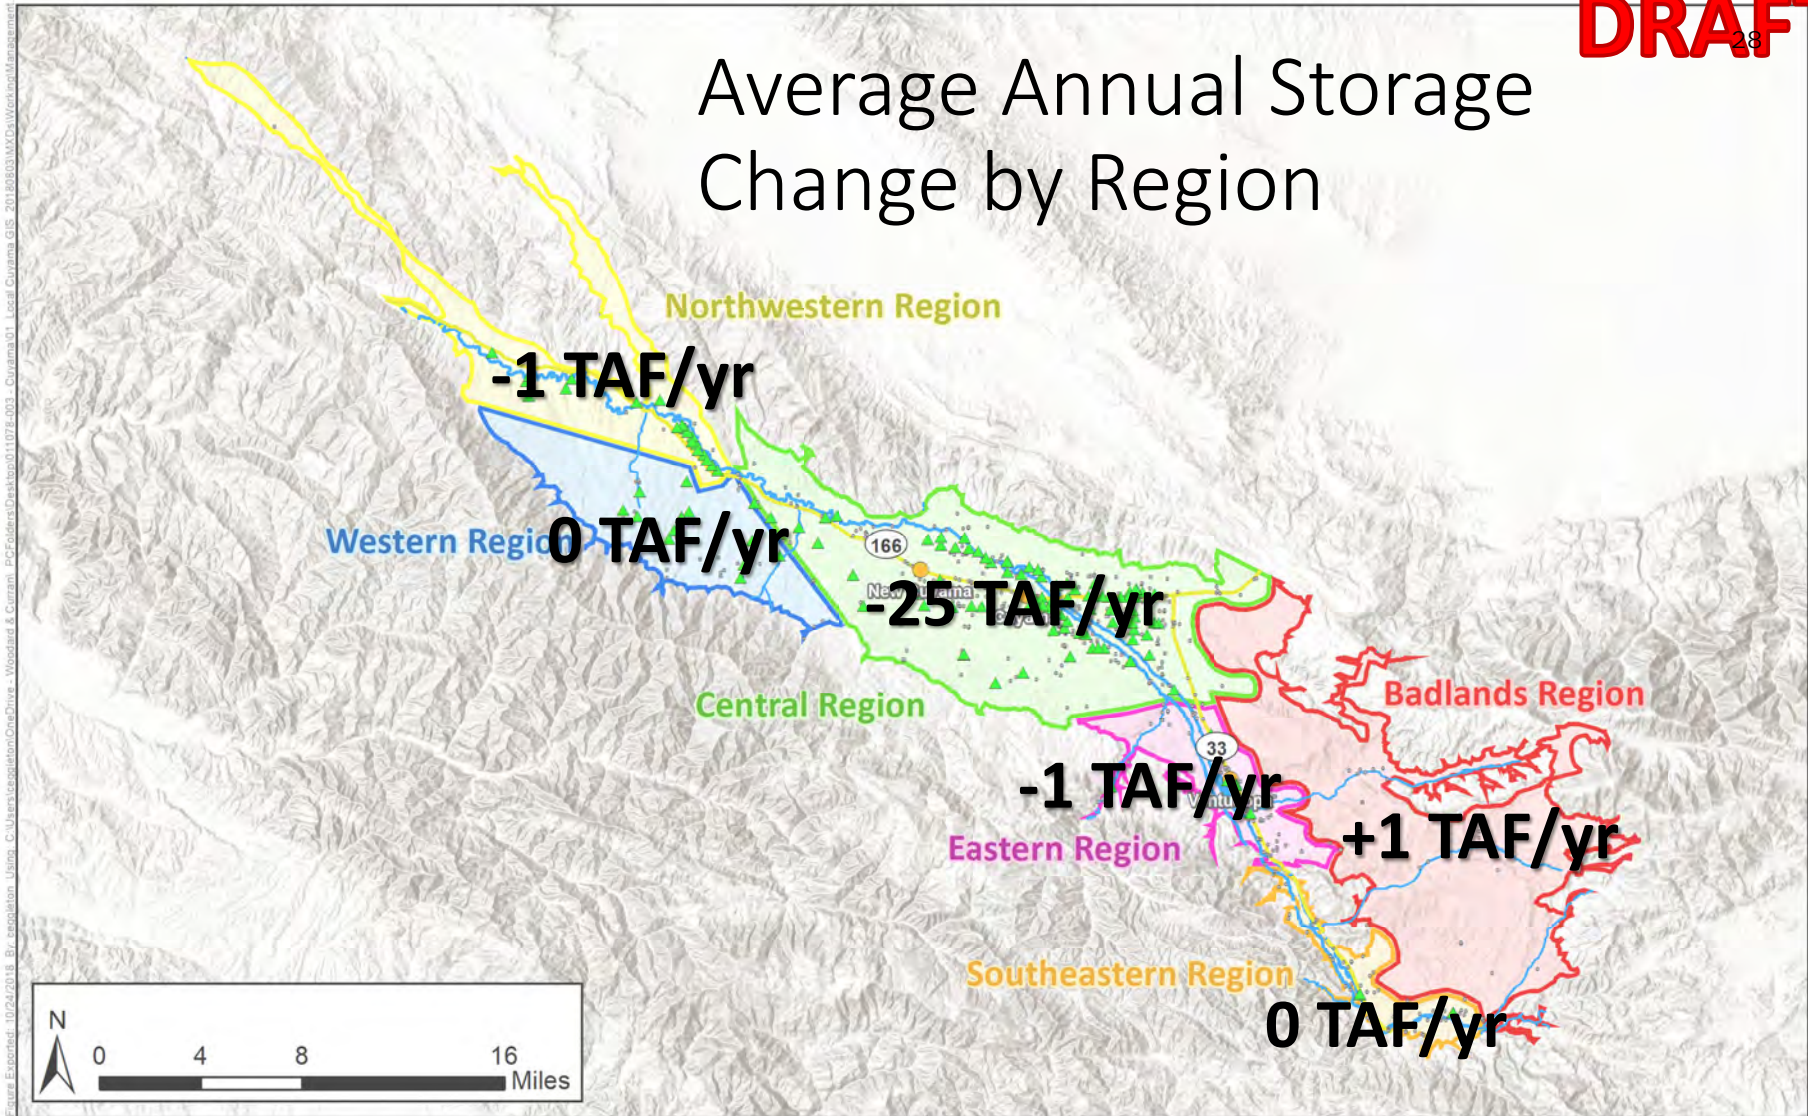 DRAF
28
Average Annual Storage
Change by Region
Northwestern Region
-1 TAF/yr
Western Region
0 TAF/yr
166
-25 TAF/yr
Central Region
Badlands Region
33
-1 TAF/yr
+1 TAF/yr
Eastern Region
Southeastern Region
0 TAF/yr
N
0 4 8 16
Miles